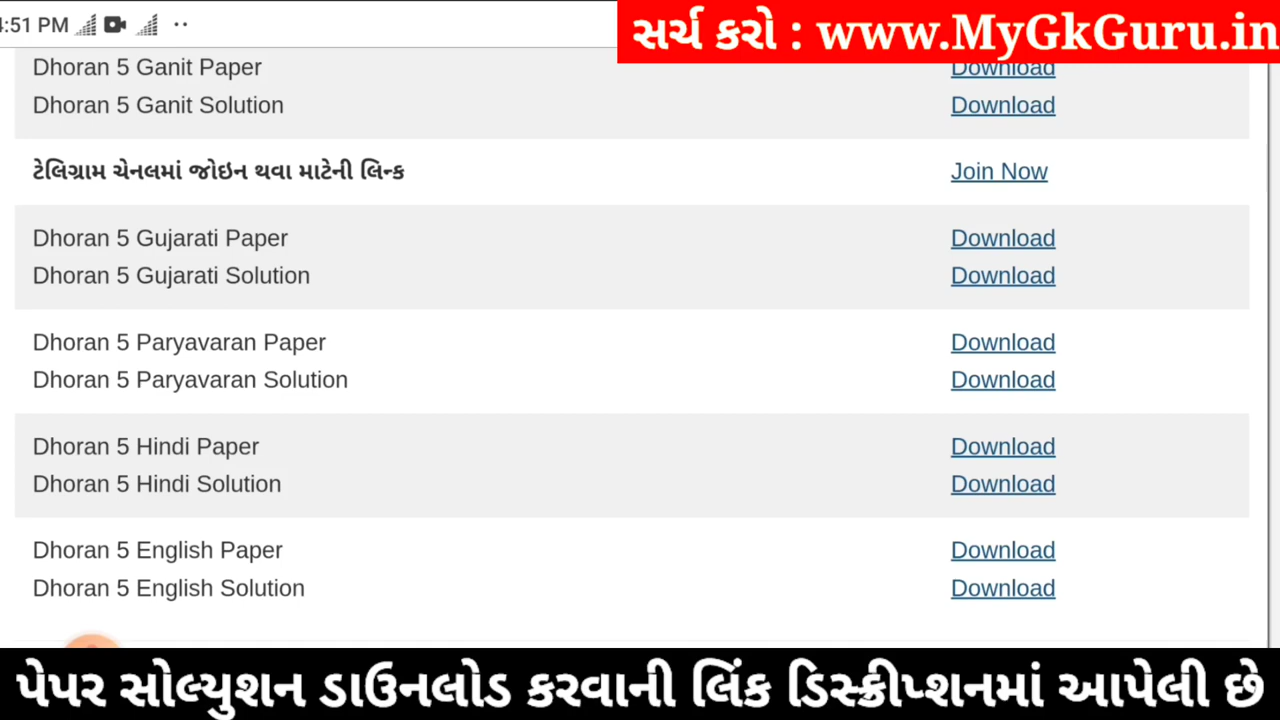 4:51 PM
સર્ચ કરો : www.MyGkGuru.in
Dhoran 5 Ganit Paper Download
Dhoran 5 Ganit Solution Download
ટેલિગ્રામ ચેનલમાં જોઇન થવા માટેની લિન્ક Join Now
Dhoran 5 Gujarati Paper Download
Dhoran 5 Gujarati Solution Download
Dhoran 5 Paryavaran Paper Download
Dhoran 5 Paryavaran Solution Download
Dhoran 5 Hindi Paper Download
Dhoran 5 Hindi Solution Download
Dhoran 5 English Paper Download
Dhoran 5 English Solution Download
પેપર સોલ્યુશન ડાઉનલોડ કરવાની લિંક ડિસ્ક્રીપ્શનમાં આપેલી છે